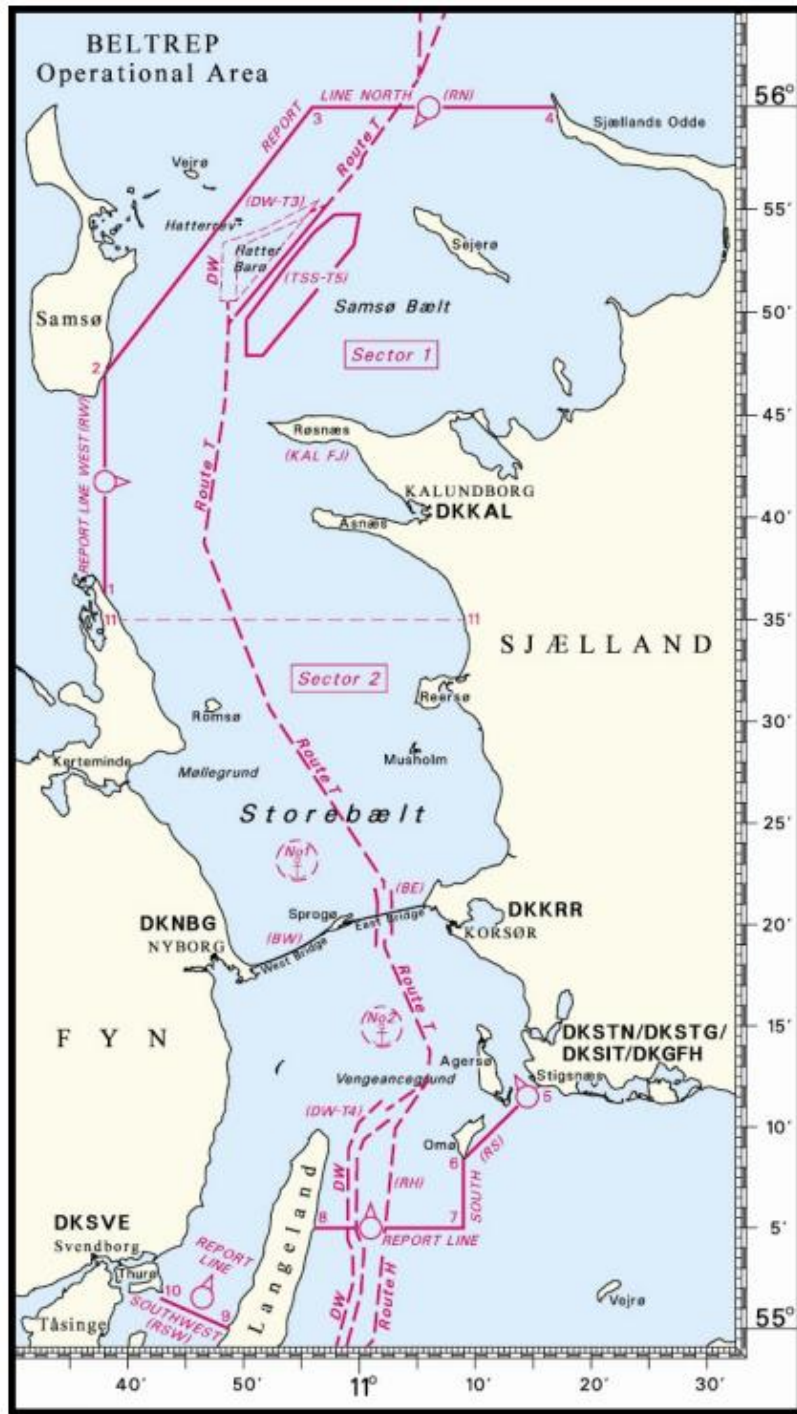 BELTREP
Operational Area
LINE NORTH (RN)
56°
3
4
REPORT
Route T
Sjællands Odde
Vejrø
(DW-T3)
55'
Hatterrev
Hatter
Barn
DW
Sejerø
(TSS-T5)
Samsø
Samsø Bælt
50'
Sector 1
2
REPORT LINE WEST (RW)
45'
Røsnæs
(KAL FJ)
Route T
KALUNDBORG
DKKAL
Asnæs
40'
1
11
11
35'
SJÆLLAND
Sector 2
Reersø
Romsø
30'
Route T
Musholm
Kerteminde
Møllegrund
Storebælt
25'
(No1)
(BE)
Sprogø
East Bridge
DKKRR
KORSØR
20'
DKNBG
NYBORG
(BW)
West Bridge
Route T
(No2)
15'
FYN
DKSTN/DKSTG/
DKSIT/DKGFH
Agersø
Stigsnæs
Vengeancegrund
5
(DW-T4)
Omø
10'
(RS)
6
(RH)
DW
SOUTH
Langeland
8
7
5'
REPORT LINE
DKSVE
Svendborg
REPORT
LINE
Thurø
10
9
SOUTHWEST
(RSW)
DW
Route H
Vejrø
Tåsinge
55°
40'
50'
11°
10'
20'
30'